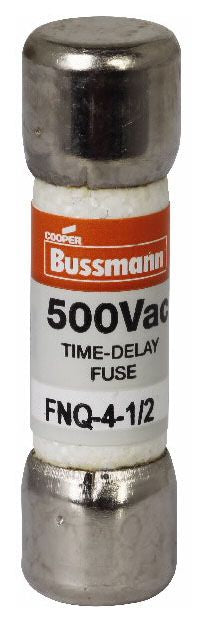 COOPER
Bussmann
500Vac
TIME-DELAY
FUSE
FNQ-4-1/2